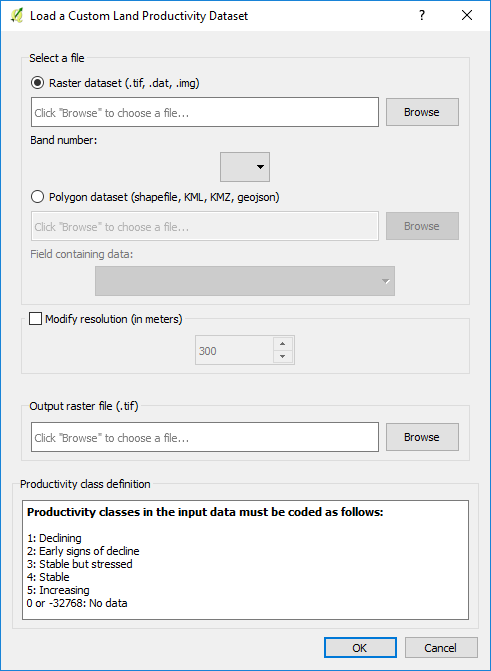 Load a Custom Land Productivity Dataset
Select a file
Raster dataset (.tif, .dat, .img)
Click "Browse" to choose a file...
Browse
Band number:
Polygon dataset (shapefile, KML, KMZ, geojson)
Click "Browse" to choose a file...
Browse
Field containing data:
Modify resolution (in meters)
300
Output raster file (.tif)
Click "Browse" to choose a file...
Browse
Productivity class definition
Productivity classes in the input data must be coded as follows:
1: Declining
2: Early signs of decline
3: Stable but stressed
4: Stable
5: Increasing
0 or -32768: No data
OK
Cancel